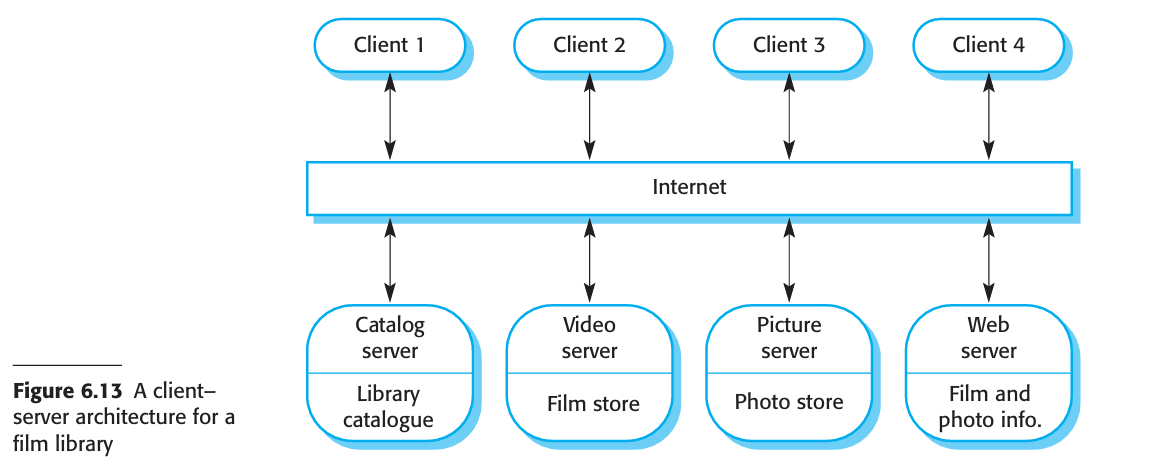 Client 1
Client 2
Client 3
Client 4
Internet
Catalog
server
Library
catalogue
Video
server
Film store
Picture
server
Photo store
Web
server
Film and
photo info.
Figure 6.13 A client–
server architecture for a
film library